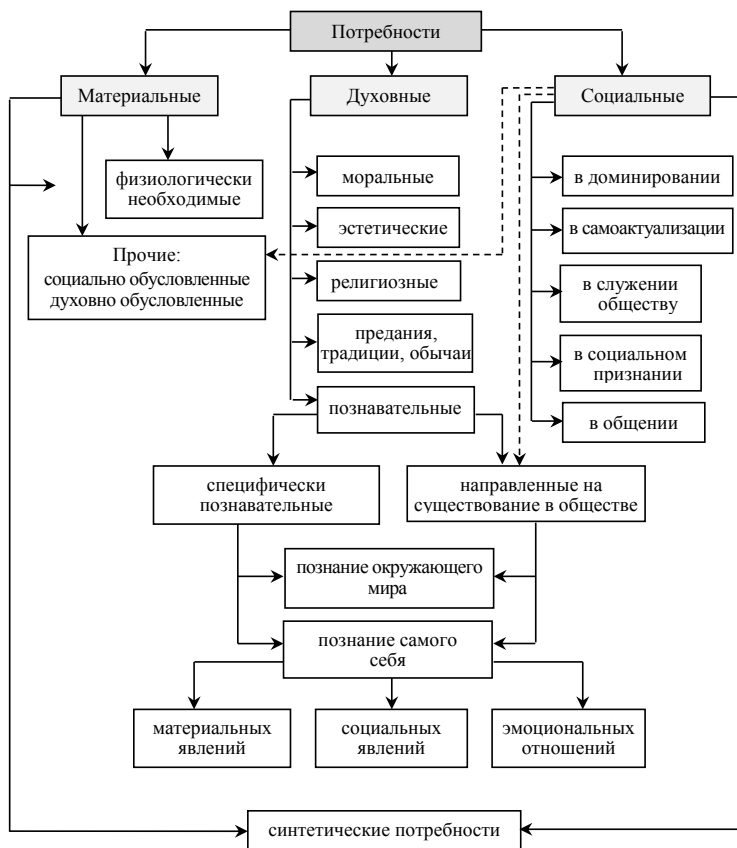 Потребности
Материальные
Духовные
Социальные
физиологически
необходимые
Прочие:
социально обусловленные
духовно обусловленные
моральные
эстетические
религиозные
предания,
традиции, обычаи
познавательные
в доминировании
в самоактуализации
в служении
обществу
в социальном
признании
в общении
специфически
познавательные
направленные на
существование в обществе
познание окружающего
мира
познание самого
себя
материальных
явлений
социальных
явлений
эмоциональных
отношений
синтетические потребности